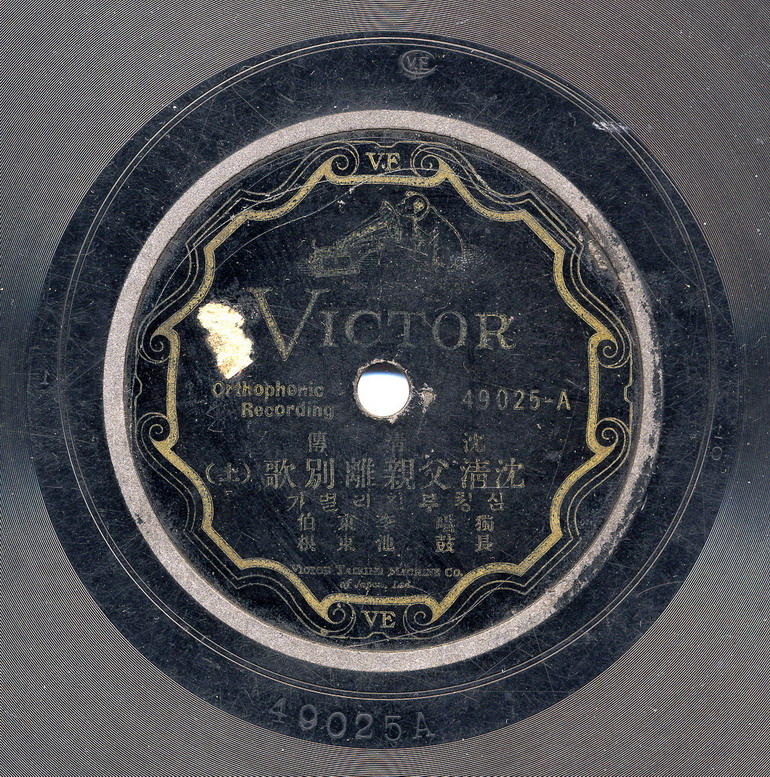 VE
VE
VICTOR
Orthophonic
Recording
49025-A
沈清傳
沈淸父親離別歌（上）
심청부친리별가
獨唱 李東伯
長鼓 池東根
VICTOR TALKING MACHINE CO.
of Japan, Ltd.
VE
49025A